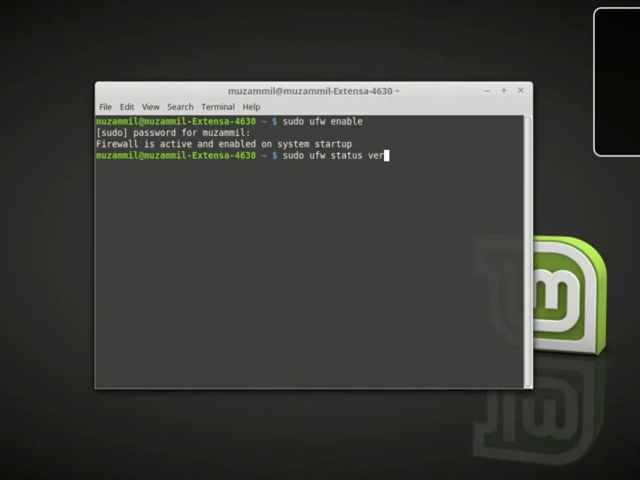 muzammil@muzammil-Extensa-4630 ~
File Edit View Search Terminal Help
muzammil@muzammil-Extensa-4630 ~ $ sudo ufw enable
[sudo] password for muzammil:
Firewall is active and enabled on system startup
muzammil@muzammil-Extensa-4630 ~ $ sudo ufw status ver